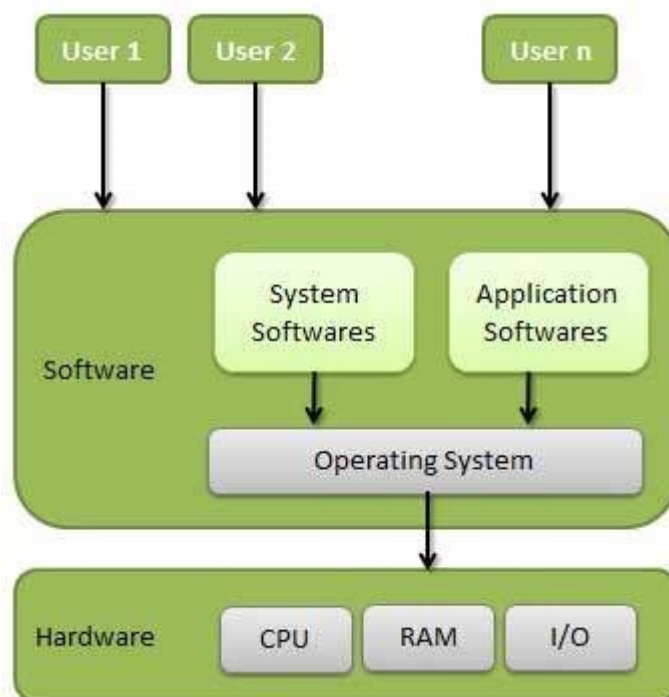 User 1
User 2
User n
System
Softwares
Application
Softwares
Software
Operating System
Hardware
CPU
RAM
I/O